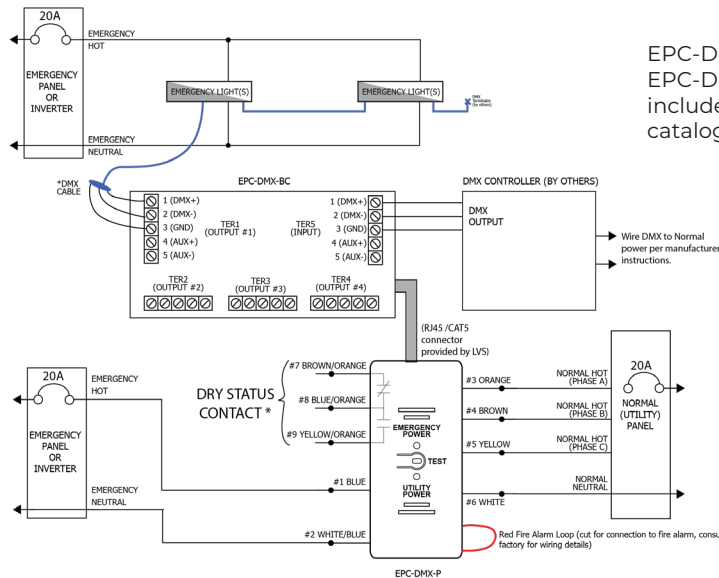 20A
EMERGENCY
HOT
EMERGENCY
PANEL
OR
INVERTER
EMERGENCY
NEUTRAL
EMERGENCY LIGHT(S)
EMERGENCY LIGHT(S)
DMX
Terminator
(by others)
EPC-D
EPC-D
include
catalog
*DMX
CABLE
EPC-DMX-BC
1 (DMX+)
2 (DMX-)
3 (GND)
4 (AUX+)
5 (AUX-)
TER1
(OUTPUT #1)
TER5
(INPUT)
1 (DMX+)
2 (DMX-)
3 (GND)
4 (AUX+)
5 (AUX-)
TER2
(OUTPUT #2)
TER3
(OUTPUT #3)
TER4
(OUTPUT #4)
DMX CONTROLLER (BY OTHERS)
DMX
OUTPUT
Wire DMX to Normal
power per manufacturer
instructions.
(RJ45 /CAT5
connector
provided by LVS)
20A
EMERGENCY
HOT
EMERGENCY
PANEL
OR
INVERTER
EMERGENCY
NEUTRAL
DRY STATUS
CONTACT *
#7 BROWN/ORANGE
#8 BLUE/ORANGE
#9 YELLOW/ORANGE
#1 BLUE
#2 WHITE/BLUE
EMERGENCY
POWER
TEST
UTILITY
POWER
#3 ORANGE
#4 BROWN
#5 YELLOW
#6 WHITE
NORMAL HOT
(PHASE A)
NORMAL HOT
(PHASE B)
NORMAL HOT
(PHASE C)
NORMAL
NEUTRAL
20A
NORMAL
(UTILITY)
PANEL
Red Fire Alarm Loop (cut for connection to fire alarm, consu
factory for wiring details)
EPC-DMX-P